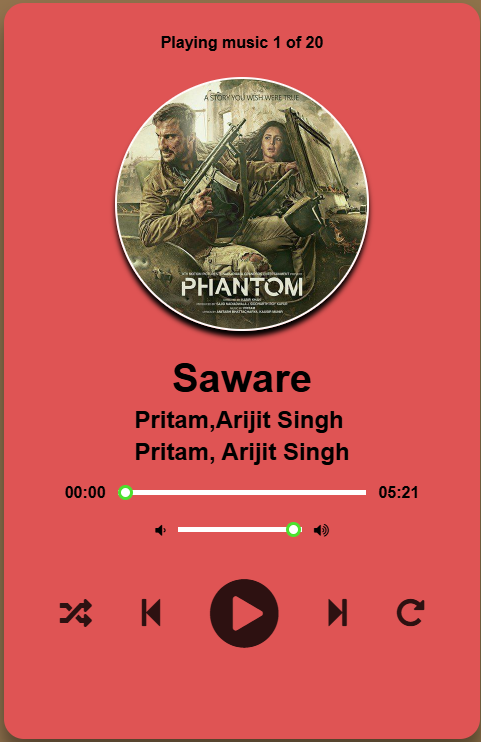 Playing music 1 of 20
A STORY YOU WISH WERE TRUE
PHANTOM
Saware
Pritam,Arijit Singh
Pritam, Arijit Singh
00:00
05:21